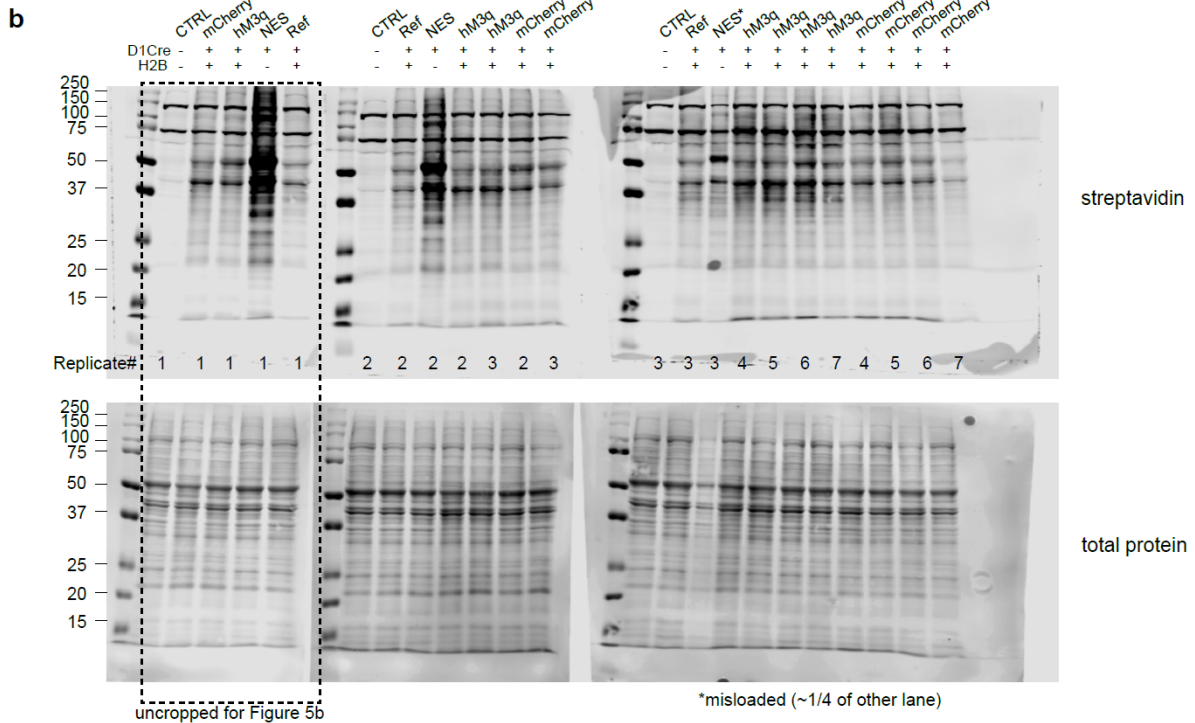 b
CTRL mCherry hM3q NES Ref CTRL Ref NES hM3q hM3q mCherry mCherry CTRL Ref NES* hM3q hM3q hM3q hM3q mCherry mCherry mCherry mCherry
D1Cre - + + + + - + + + + + + - + + + + + + + + + +
H2B - + + - + - + - + + + + - + - + + + + + + + +
250
150
100
75
50
37
25
20
15
streptavidin
Replicate# 1 1 1 1 1 2 2 2 2 3 2 3 3 3 3 4 5 6 7 4 5 6 7
250
150
100
75
50
37
25
20
15
total protein
*misloaded (~1/4 of other lane)
uncropped for Figure 5b